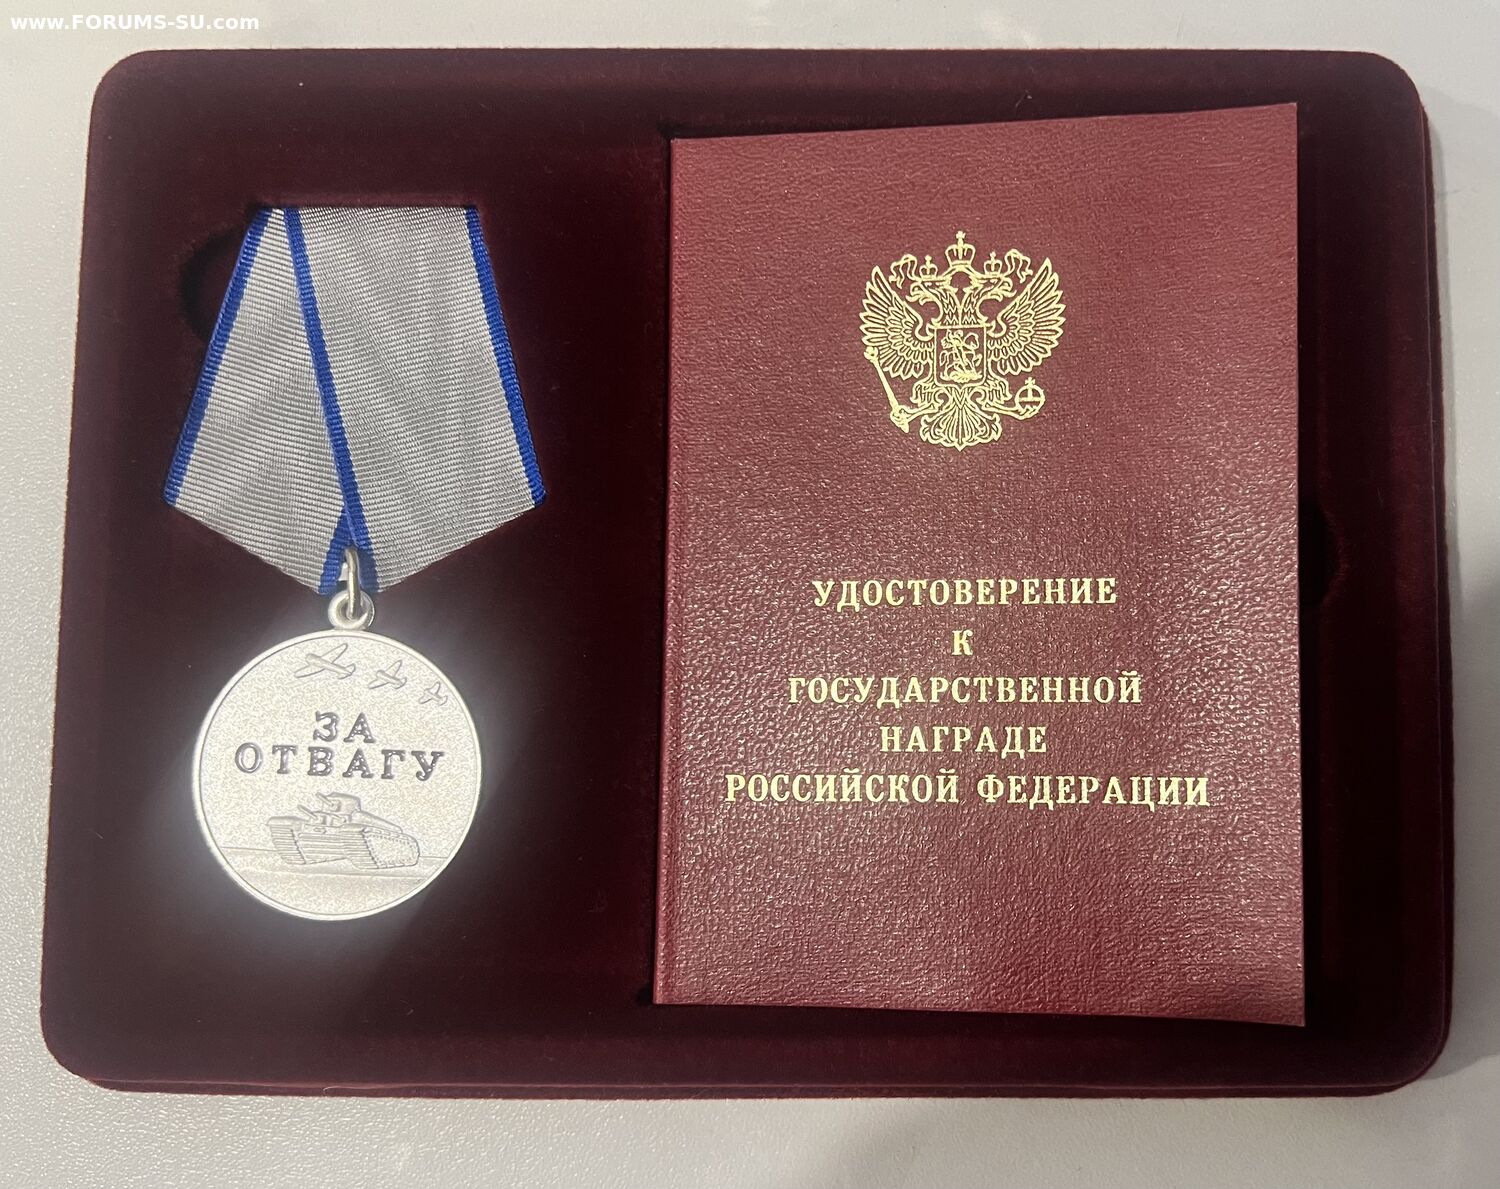 www.FORUMS-SU.com
ЗА
ОТВАГУ
УДОСТОВЕРЕНИЕ
К
ГОСУДАРСТВЕННОЙ
НАГРАДЕ
РОССИЙСКОЙ ФЕДЕРАЦИИ